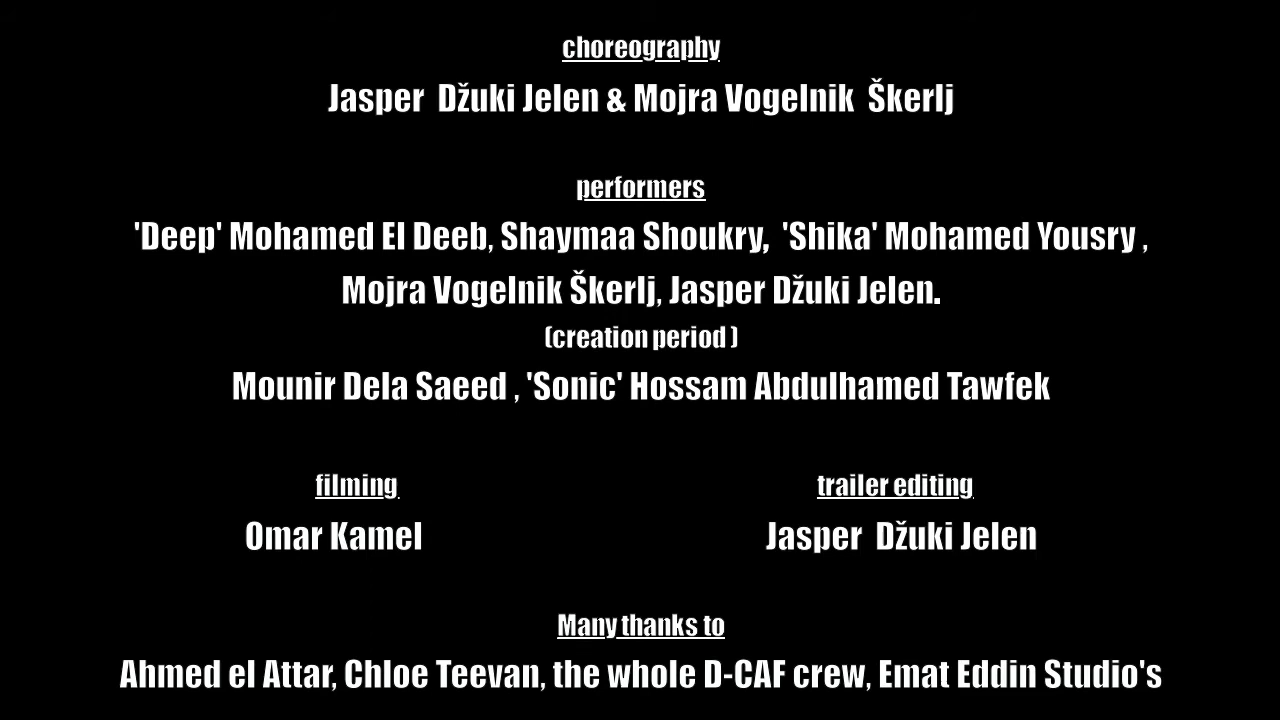 choreography
Jasper  Džuki Jelen & Mojra Vogelnik  Škerlj
performers
'Deep' Mohamed El Deeb, Shaymaa Shoukry,  'Shika' Mohamed Yousry ,
Mojra Vogelnik Škerlj, Jasper Džuki Jelen.
(creation period )
Mounir Dela Saeed , 'Sonic' Hossam Abdulhamed Tawfek
filming
Omar Kamel
trailer editing
Jasper  Džuki Jelen
Many thanks to
Ahmed el Attar, Chloe Teevan, the whole D-CAF crew, Emat Eddin Studio's